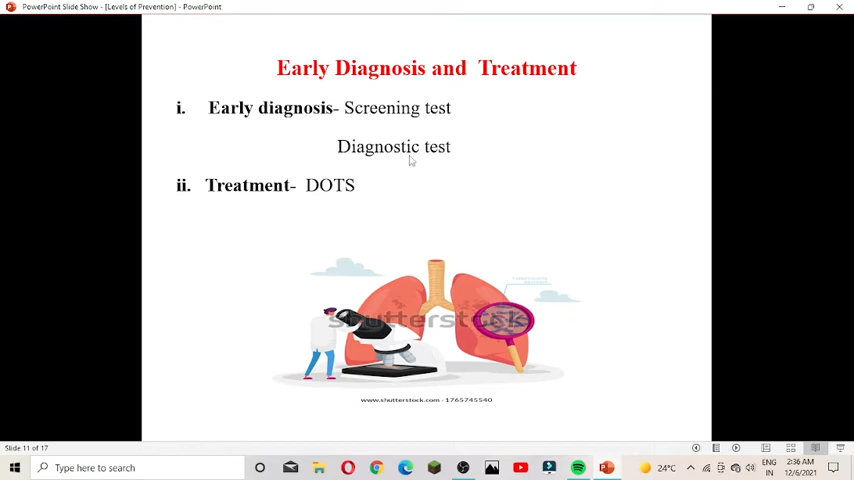 PowerPoint Slide Show - [Levels of Prevention] - PowerPoint
Early Diagnosis and Treatment
i. Early diagnosis- Screening test
Diagnostic test
ii. Treatment- DOTS
shutterstock
www.shutterstock.com · 1765745540
Slide 11 of 17
Type here to search
24°C
ENG
IN
2:36 AM
12/6/2021